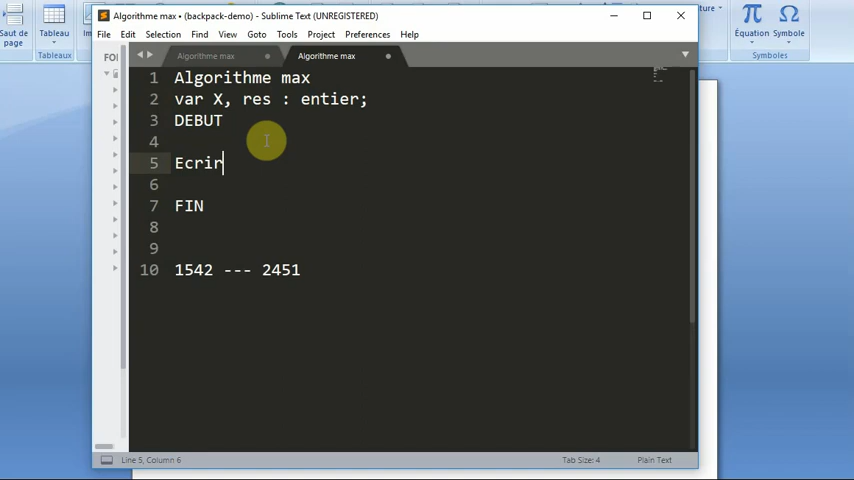 Algorithme max • (backpack-demo) - Sublime Text (UNREGISTERED)
File Edit Selection Find View Goto Tools Project Preferences Help
Saut de page
Tableau
Tableaux
Équation Symbole
Symboles
Algorithme max
Algorithme max
1 Algorithme max
2 var X, res : entier;
3 DEBUT
4
5 Ecrir
6
7 FIN
8
9
10 1542 --- 2451
Line 5, Column 6
Tab Size: 4
Plain Text